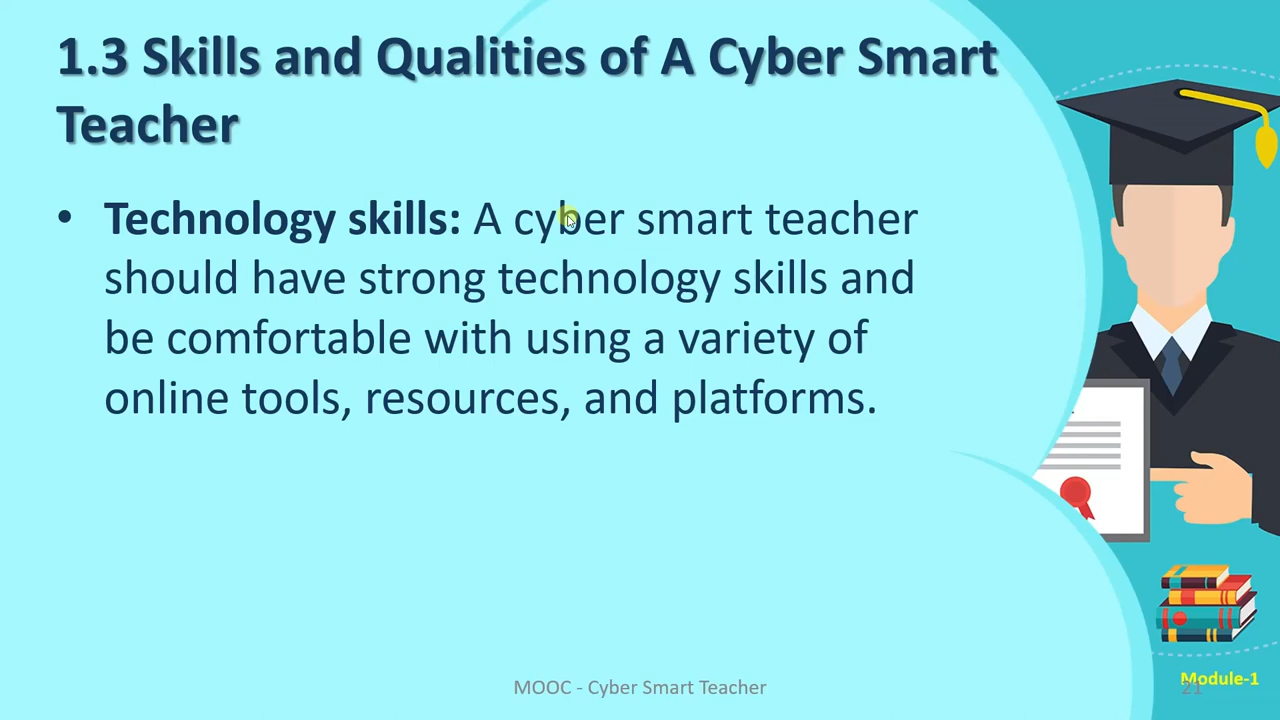 1.3 Skills and Qualities of A Cyber Smart
Teacher
• Technology skills: A cyber smart teacher
should have strong technology skills and
be comfortable with using a variety of
online tools, resources, and platforms.
MOOC - Cyber Smart Teacher
Module-1
21